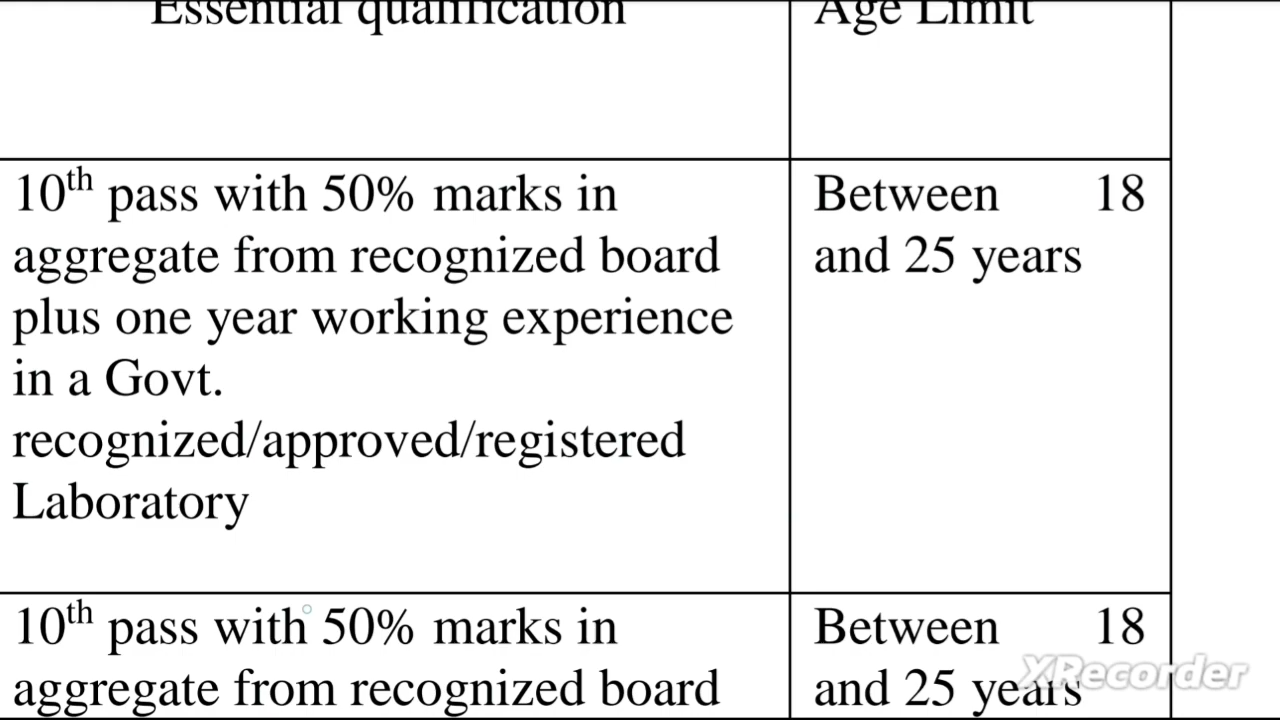 Essential qualification
Age Limit
10th pass with 50% marks in
aggregate from recognized board
plus one year working experience
in a Govt.
recognized/approved/registered
Laboratory
Between 18
and 25 years
10th pass with 50% marks in
aggregate from recognized board
Between 18
and 25 years
XRecorder